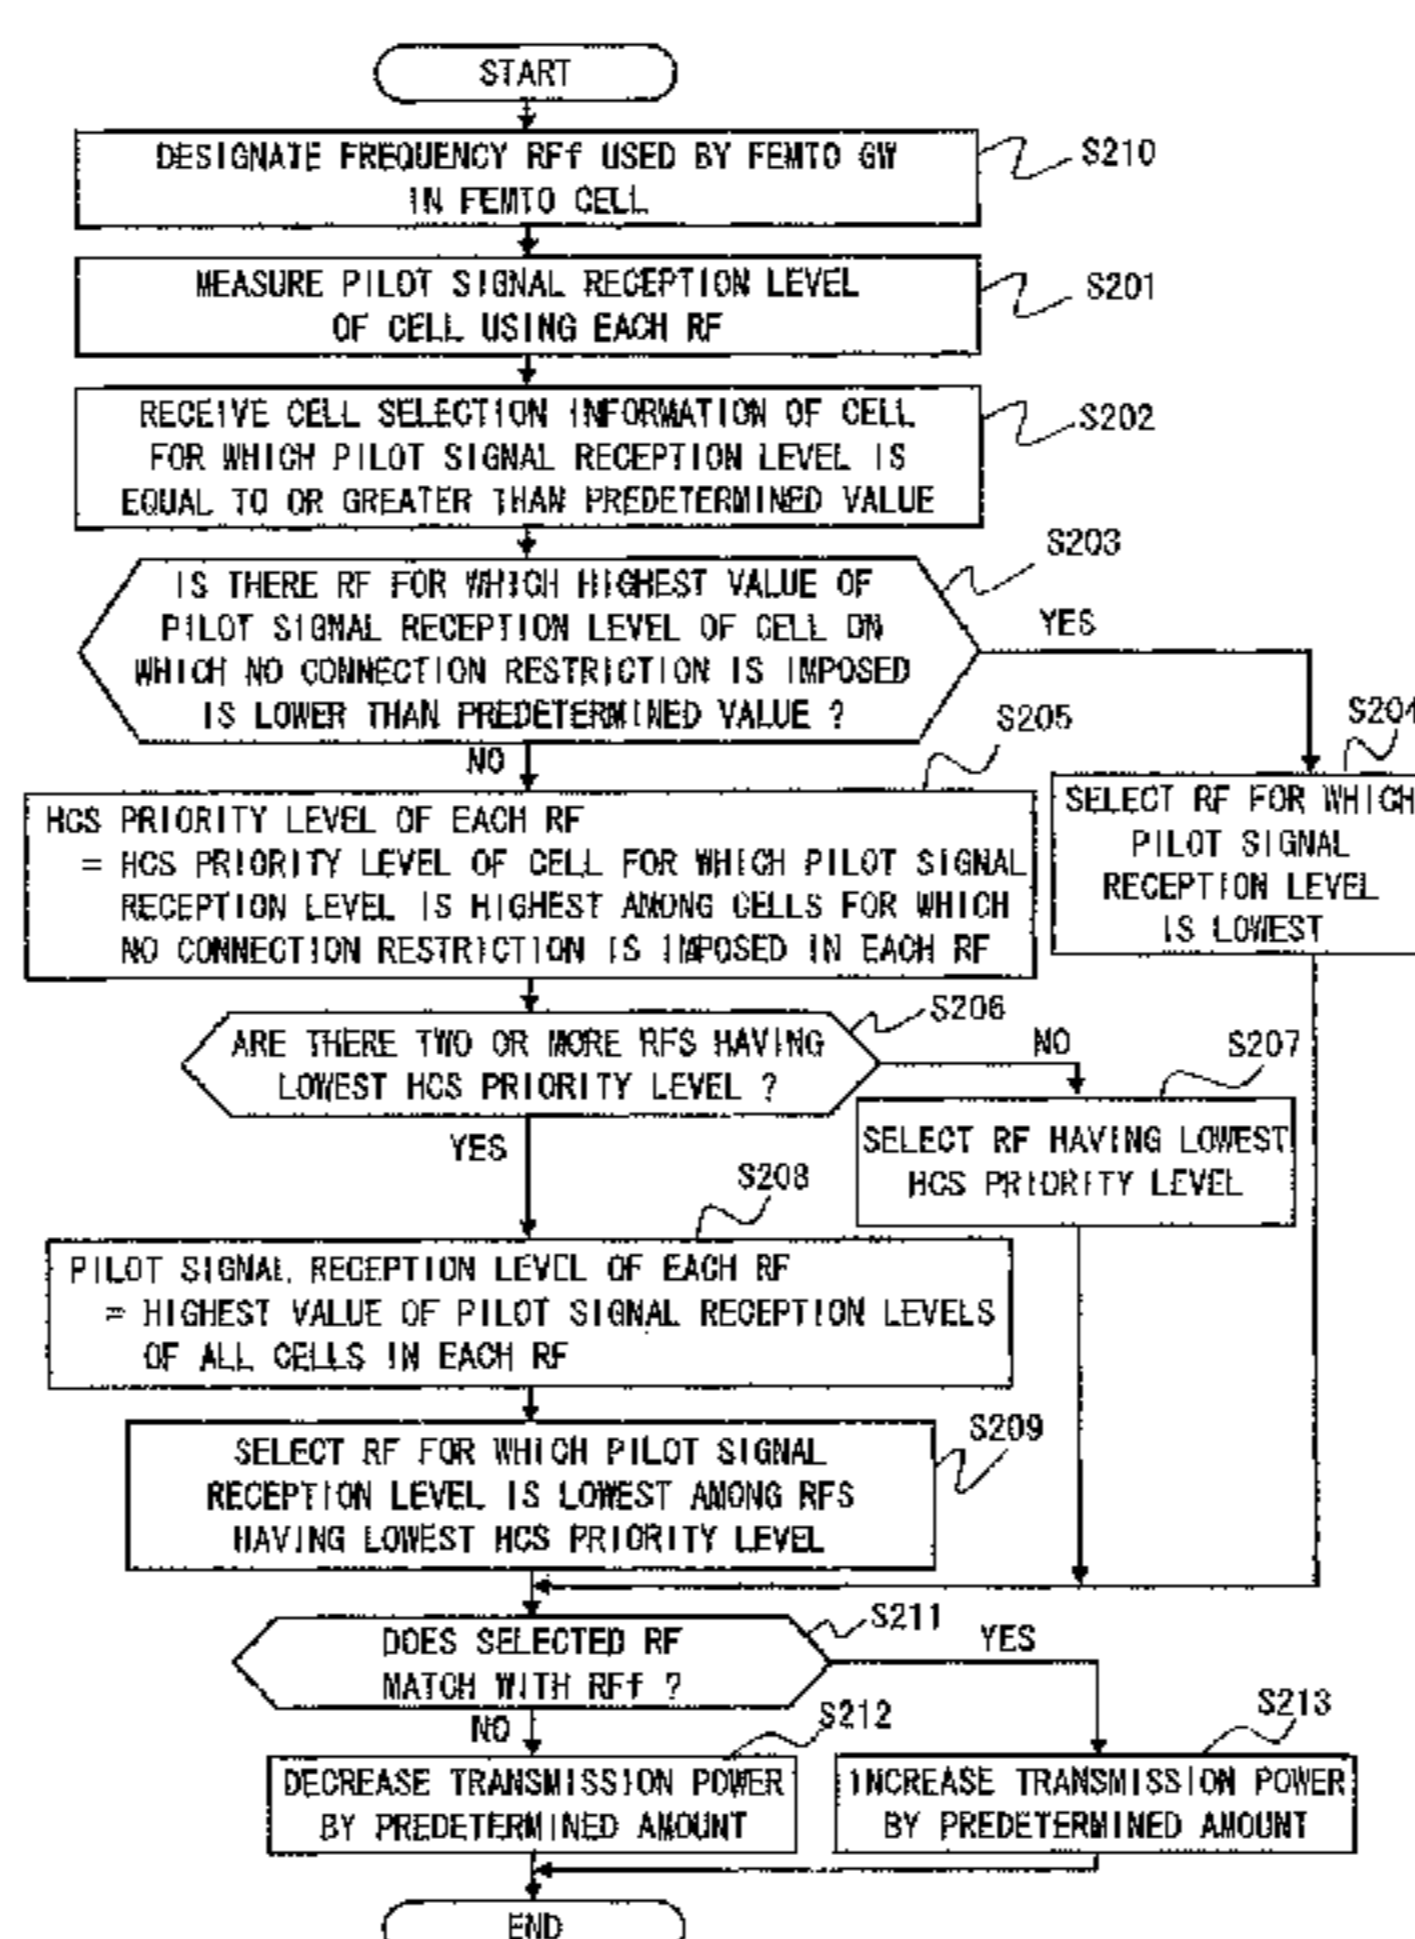 START
DESIGNATE FREQUENCY RFf USED BY FEMTO GW
IN FEMTO CELL
S210
MEASURE PILOT SIGNAL RECEPTION LEVEL
OF CELL USING EACH RF
S201
RECEIVE CELL SELECTION INFORMATION OF CELL
FOR WHICH PILOT SIGNAL RECEPTION LEVEL IS
EQUAL TO OR GREATER THAN PREDETERMINED VALUE
S202
S203
IS THERE RF FOR WHICH HIGHEST VALUE OF
PILOT SIGNAL RECEPTION LEVEL OF CELL ON
WHICH NO CONNECTION RESTRICTION IS IMPOSED
IS LOWER THAN PREDETERMINED VALUE ?
YES
NO
S205
S204
HCS PRIORITY LEVEL OF EACH RF
= HCS PRIORITY LEVEL OF CELL FOR WHICH PILOT SIGNAL
RECEPTION LEVEL IS HIGHEST AMONG CELLS FOR WHICH
NO CONNECTION RESTRICTION IS IMPOSED IN EACH RF
SELECT RF FOR WHICH
PILOT SIGNAL
RECEPTION LEVEL
IS LOWEST
S206
ARE THERE TWO OR MORE RFS HAVING
LOWEST HCS PRIORITY LEVEL ?
NO
S207
YES
SELECT RF HAVING LOWEST
HCS PRIORITY LEVEL
S208
PILOT SIGNAL RECEPTION LEVEL OF EACH RF
= HIGHEST VALUE OF PILOT SIGNAL RECEPTION LEVELS
OF ALL CELLS IN EACH RF
S209
SELECT RF FOR WHICH PILOT SIGNAL
RECEPTION LEVEL IS LOWEST AMONG RFS
HAVING LOWEST HCS PRIORITY LEVEL
S211
DOES SELECTED RF
MATCH WITH RFf ?
YES
NO
S212
S213
DECREASE TRANSMISSION POWER
BY PREDETERMINED AMOUNT
INCREASE TRANSMISSION POWER
BY PREDETERMINED AMOUNT
END